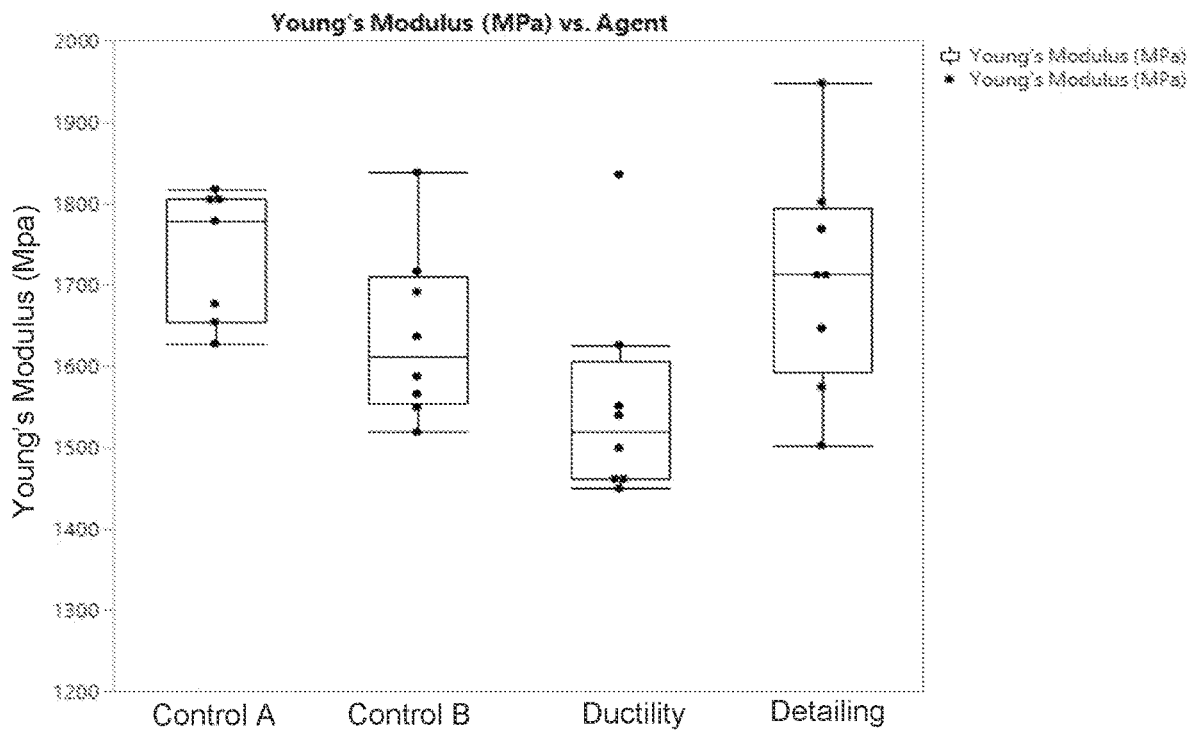 Young's Modulus (MPa) vs. Agent
2000
1900
1800
1700
1600
1500
1400
1300
1200
Young's Modulus (Mpa)
Control A
Control B
Ductility
Detailing
Young's Modulus (MPa)
Young's Modulus (MPa)